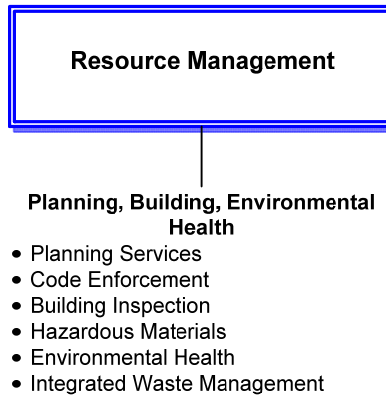 Resource Management
Planning, Building, Environmental
Health
• Planning Services
• Code Enforcement
• Building Inspection
• Hazardous Materials
• Environmental Health
• Integrated Waste Management